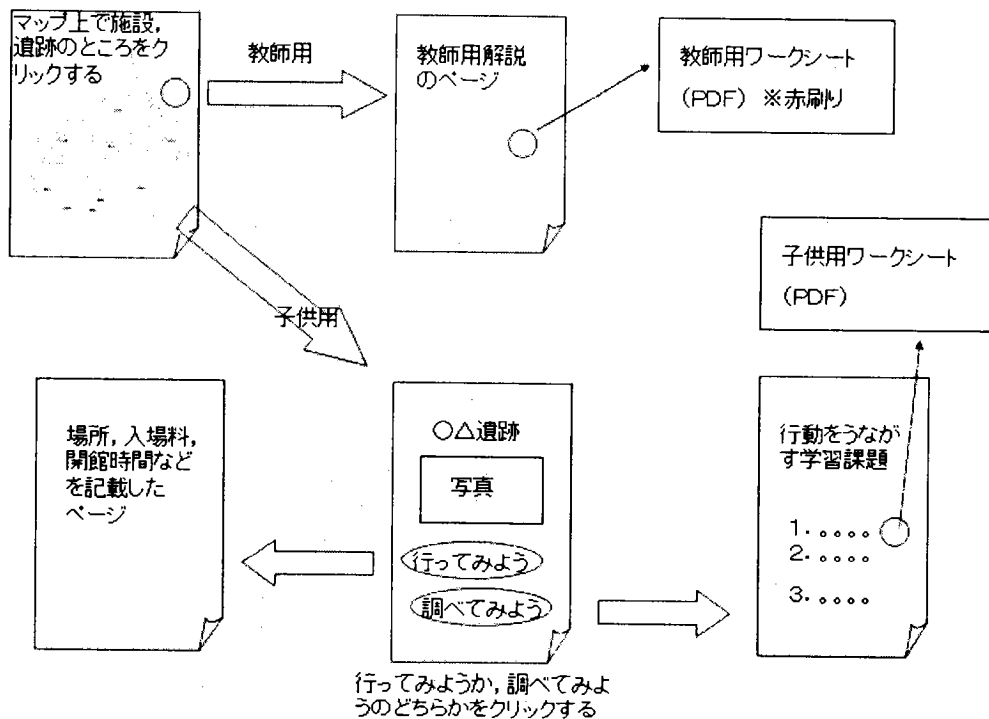 マップ上で施設，
遺跡のところをク
リックする
教師用
教師用解説
のページ
教師用ワークシート
（PDF） ※赤刷り
子供用ワークシート
（PDF）
子供用
場所，入場料，
開館時間など
を記載した
ページ
○△遺跡
写真
行ってみよう
調べてみよう
行動をうなが
す学習課題
1．。。。。
2．。。。。
3．。。。。
行ってみようか，調べてみよ
うのどちらかをクリックする